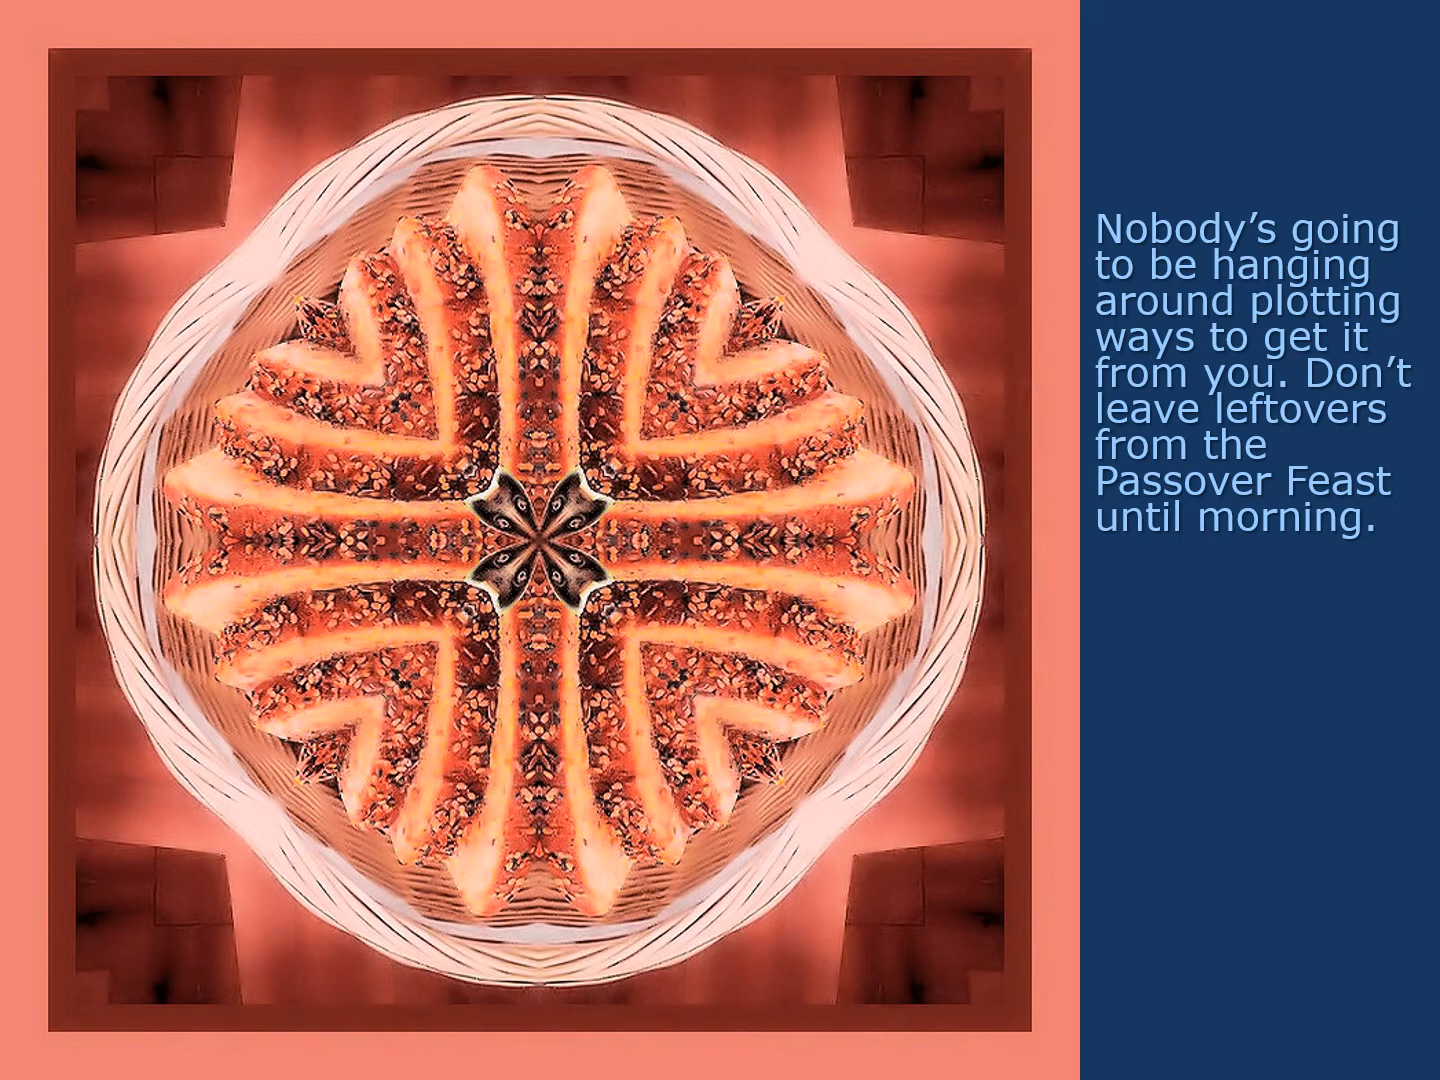 Nobody’s going
to be hanging
around plotting
ways to get it
from you. Don’t
leave leftovers
from the
Passover Feast
until morning.